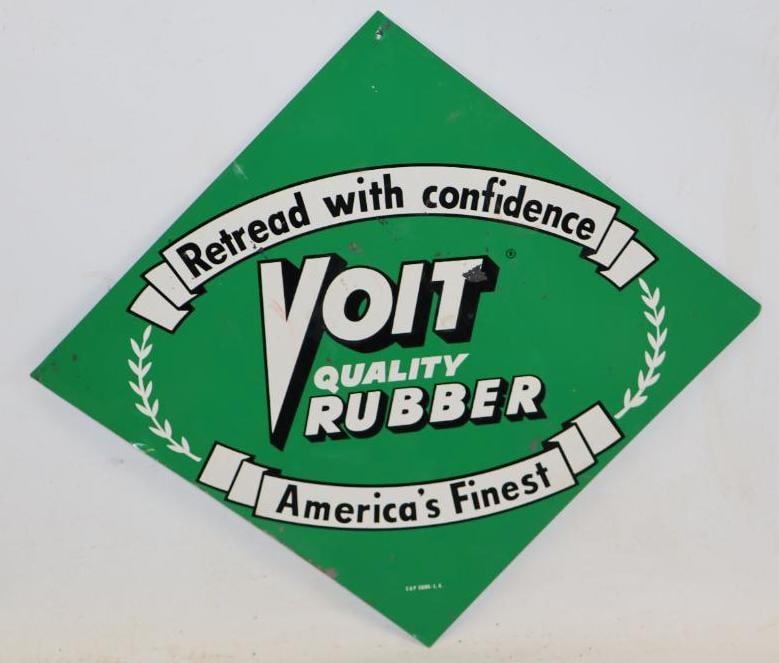 Retread with confidence
VOIT®
QUALITY
RUBBER
America's Finest